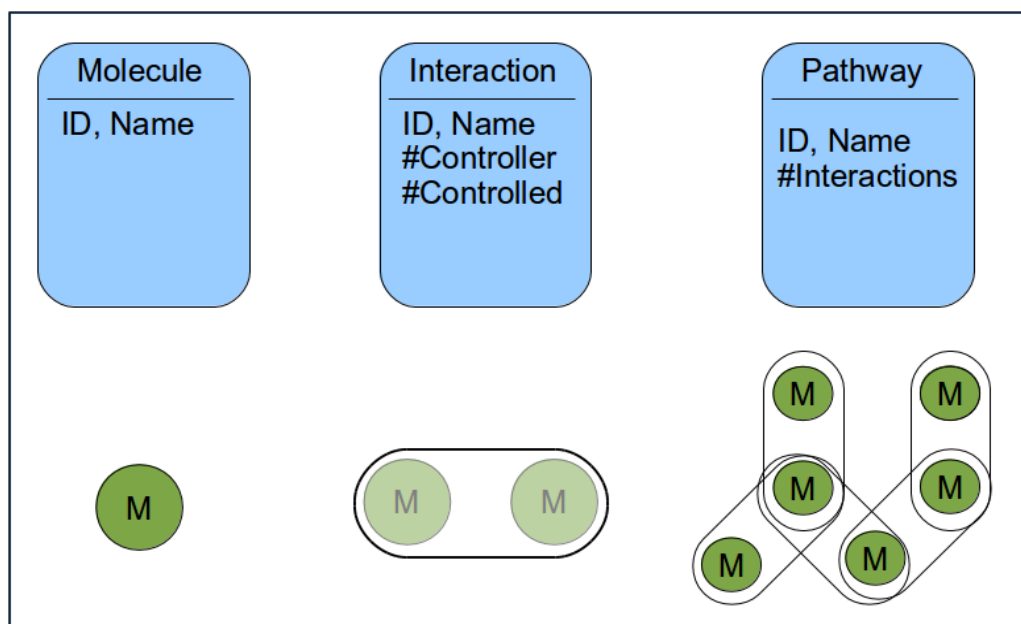 Molecule
ID, Name
Interaction
ID, Name
#Controller
#Controlled
Pathway
ID, Name
#Interactions
M
M
M
M
M
M
M
M
M